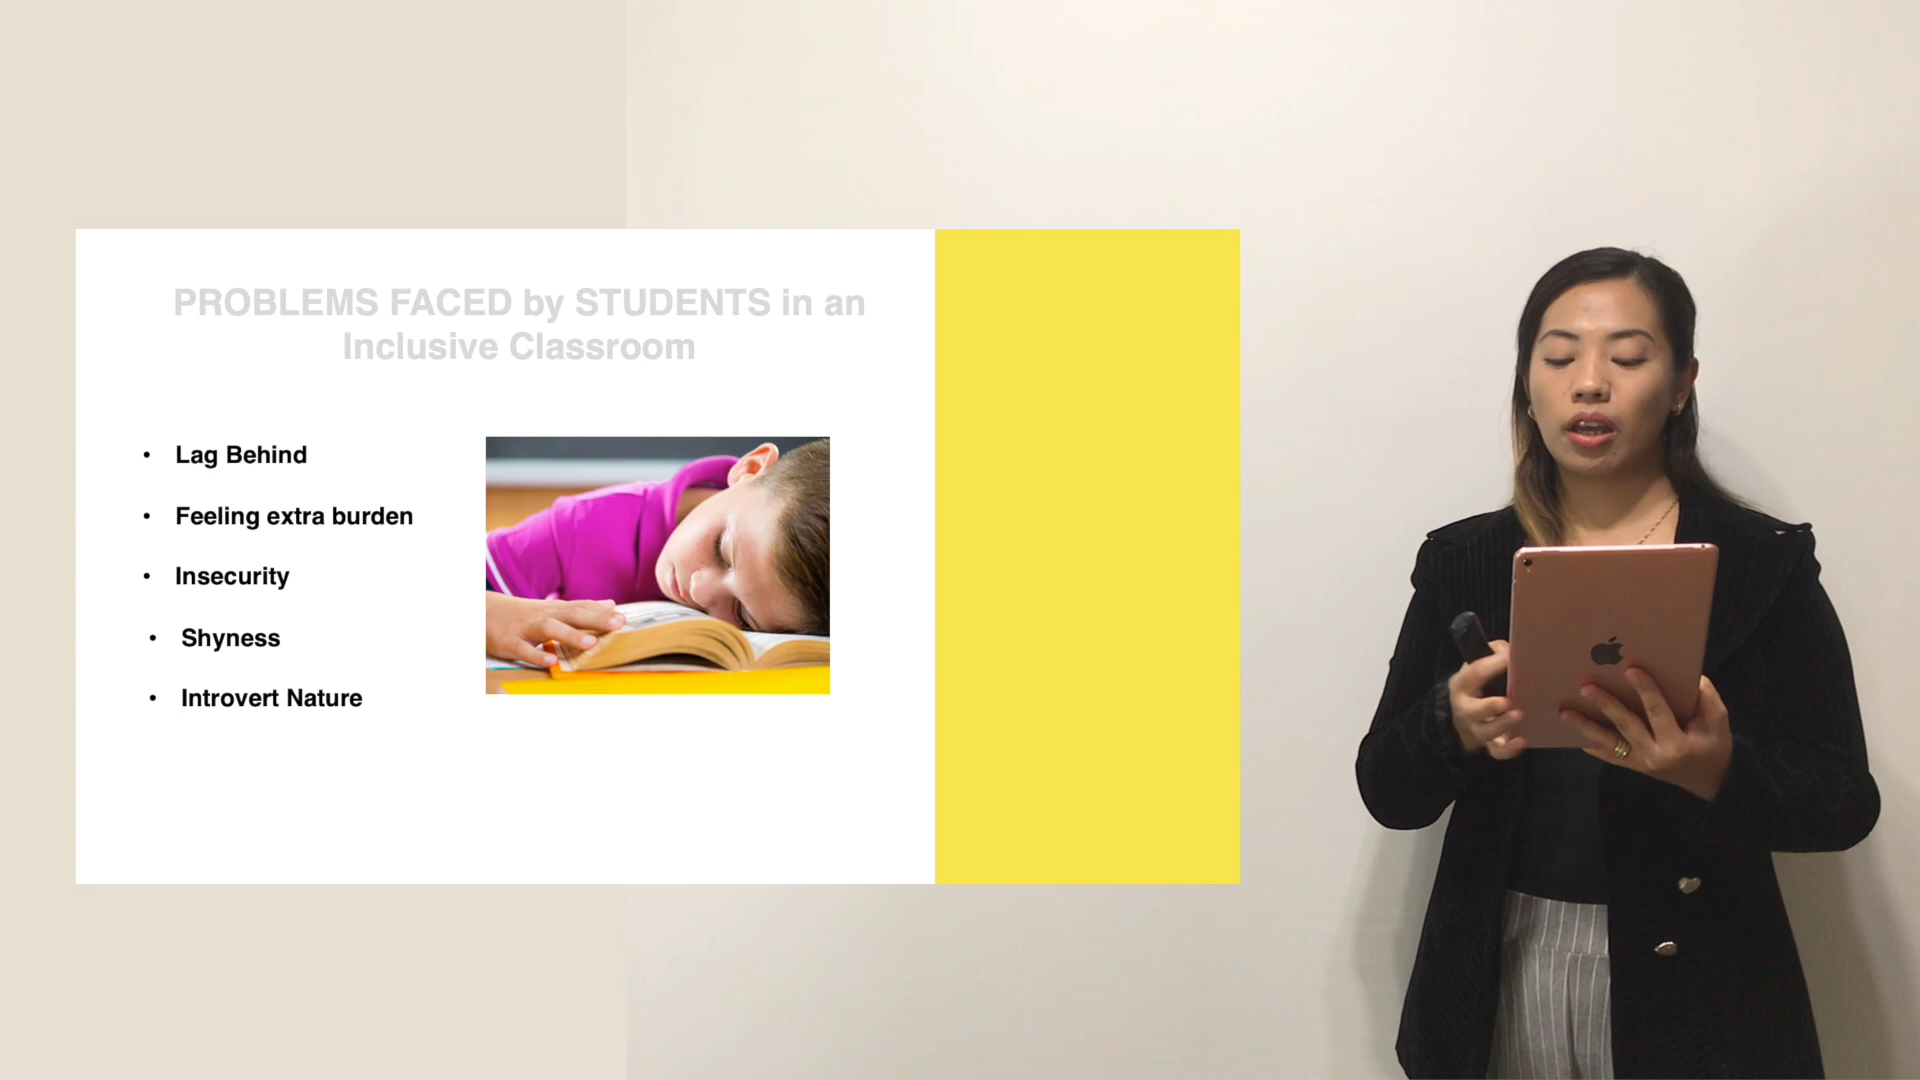 PROBLEMS FACED by STUDENTS in an
Inclusive Classroom
• Lag Behind
• Feeling extra burden
• Insecurity
• Shyness
• Introvert Nature